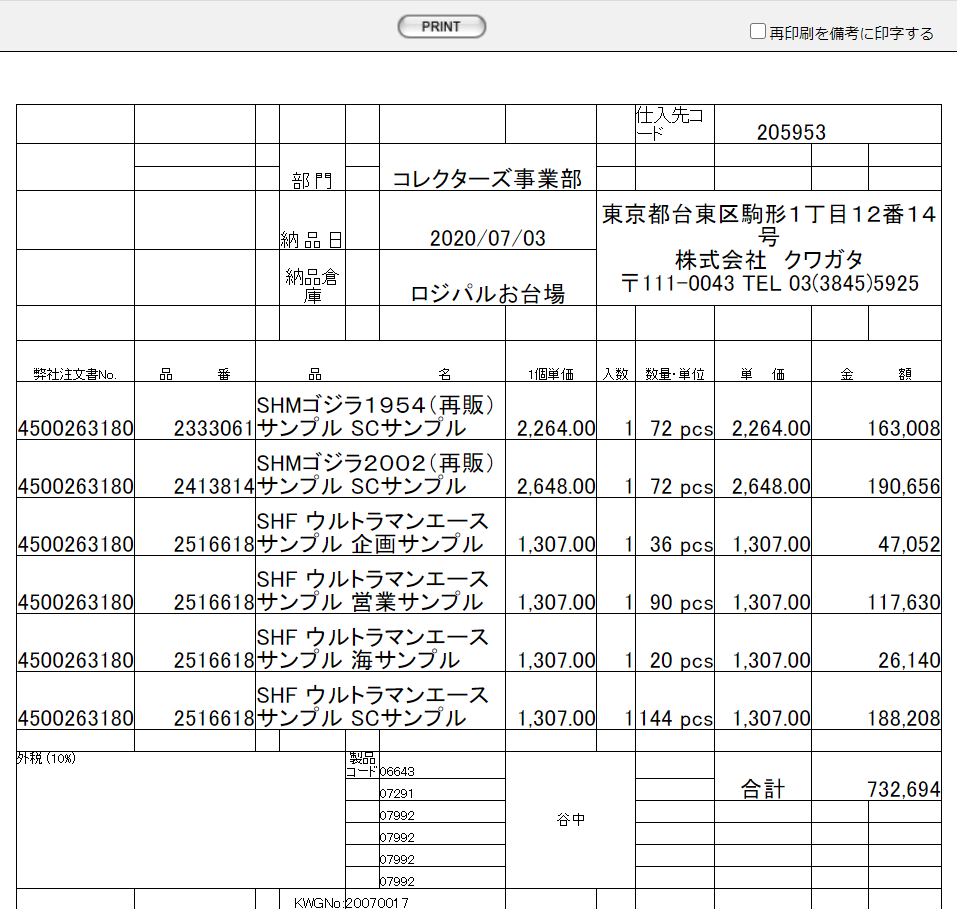 PRINT
再印刷を備考に印字する
仕入先コ
ード
205953
部 門
コレクターズ事業部
東京都台東区駒形１丁目１２番１４
号
株式会社　クワガタ
〒111-0043 TEL 03(3845)5925
納 品 日
2020/07/03
納品倉
庫
ロジパルお台場
弊社注文書No. 品　　番 品　　　　名 1個単価 入数 数量・単位 単　価 金　　額
SHMゴジラ１９５４（再販）
4500263180 2333061 サンプル SCサンプル 2,264.00 1 72 pcs 2,264.00 163,008
SHMゴジラ２００２（再販）
4500263180 2413814 サンプル SCサンプル 2,648.00 1 72 pcs 2,648.00 190,656
SHF ウルトラマンエース
4500263180 2516618 サンプル 企画サンプル 1,307.00 1 36 pcs 1,307.00 47,052
SHF ウルトラマンエース
4500263180 2516618 サンプル 営業サンプル 1,307.00 1 90 pcs 1,307.00 117,630
SHF ウルトラマンエース
4500263180 2516618 サンプル 海サンプル 1,307.00 1 20 pcs 1,307.00 26,140
SHF ウルトラマンエース
4500263180 2516618 サンプル SCサンプル 1,307.00 1 144 pcs 1,307.00 188,208
外税 (10%)
製品
コード 06643
07291
07992
07992
07992
07992
谷中
合計 732,694
KWGNo:20070017